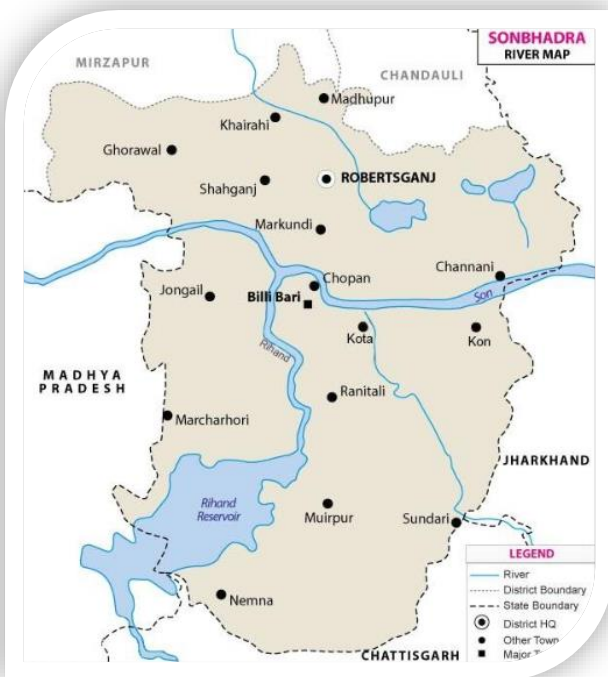 SONBHADRA
RIVER MAP
MIRZAPUR
CHANDAULI
Madhupur
Khairahi
Ghorawal
Shahganj
ROBERTSGANJ
Markundi
Channani
Chopan
Jongail
Billi Bari
Son
Kota
Kon
Rihand
MADHYA
PRADESH
Ranitali
Marcharhori
JHARKHAND
Rihand
Reservoir
Muirpur
Sundari
LEGEND
River
District Boundary
State Boundary
District HQ
Other Town
Major
Nemna
CHATTISGARH